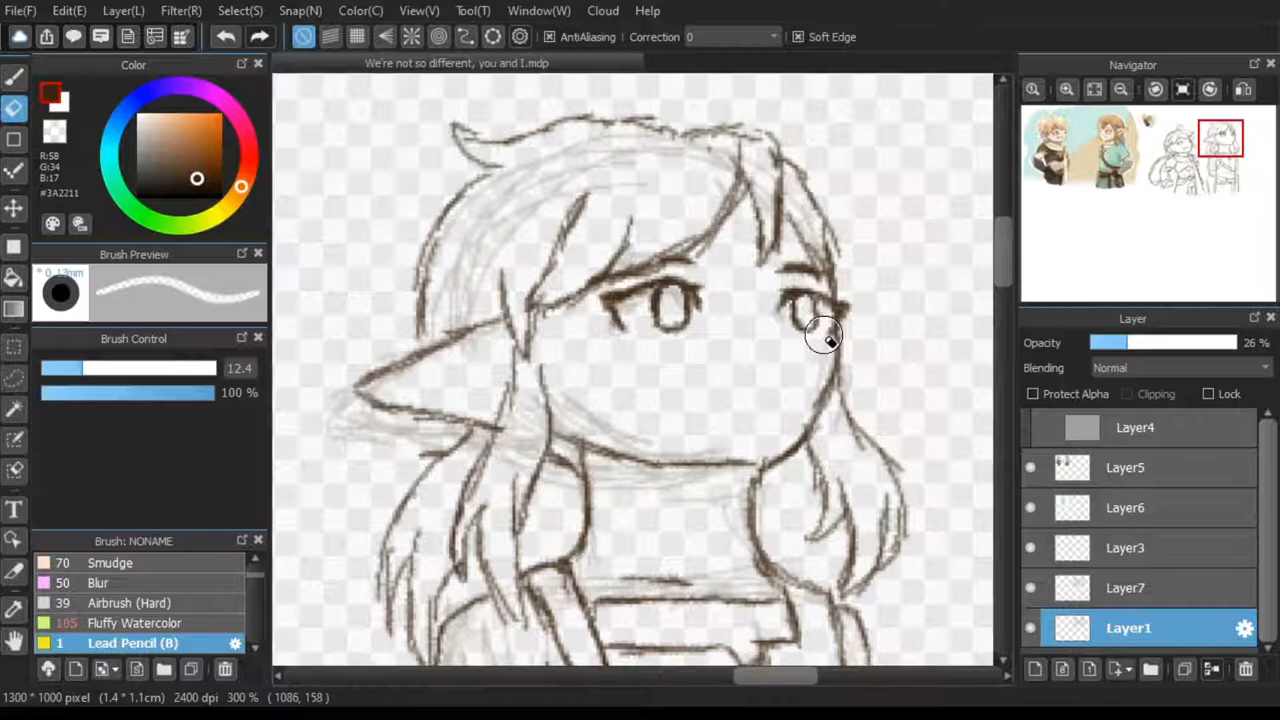 File(F) Edit(E) Layer(L) Filter(R) Select(S) Snap(N) Color(C) View(V) Tool(T) Window(W) Cloud Help
AntiAliasing Correction 0 Soft Edge
Color
We're not so different, you and I.mdp
Navigator
R:58
G:34
B:17
#3A2211
Brush Preview
* 0.13mm
Brush Control
12.4
100 %
Layer
Opacity 26 %
Blending Normal
Protect Alpha Clipping Lock
Layer4
Layer5
Layer6
Layer3
Layer7
Layer1
Brush: NONAME
70 Smudge
50 Blur
39 Airbrush (Hard)
105 Fluffy Watercolor
1 Lead Pencil (B)
1300 * 1000 pixel (1.4 * 1.1cm) 2400 dpi 300 % ( 1086, 158 )